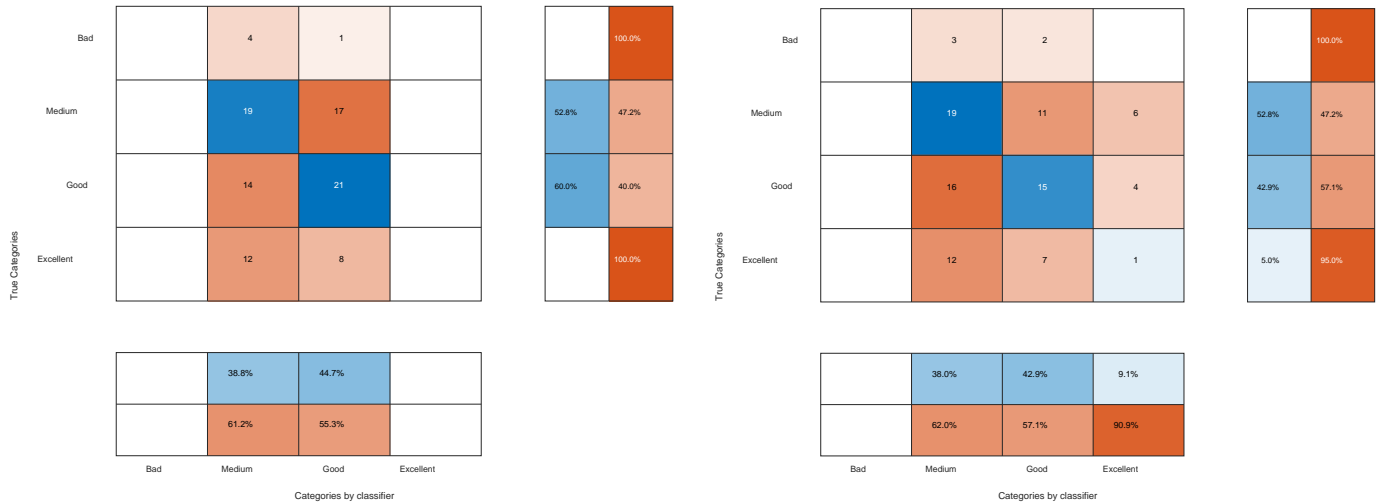 Bad 4 1 100.0%
Medium 19 17 52.8% 47.2%
Good 14 21 60.0% 40.0%
Excellent 12 8 100.0%
True Categories
38.8% 44.7%
61.2% 55.3%
Bad Medium Good Excellent
Categories by classifier
Bad 3 2 100.0%
Medium 19 11 6 52.8% 47.2%
Good 16 15 4 42.9% 57.1%
Excellent 12 7 1 5.0% 95.0%
True Categories
38.0% 42.9% 9.1%
62.0% 57.1% 90.9%
Bad Medium Good Excellent
Categories by classifier